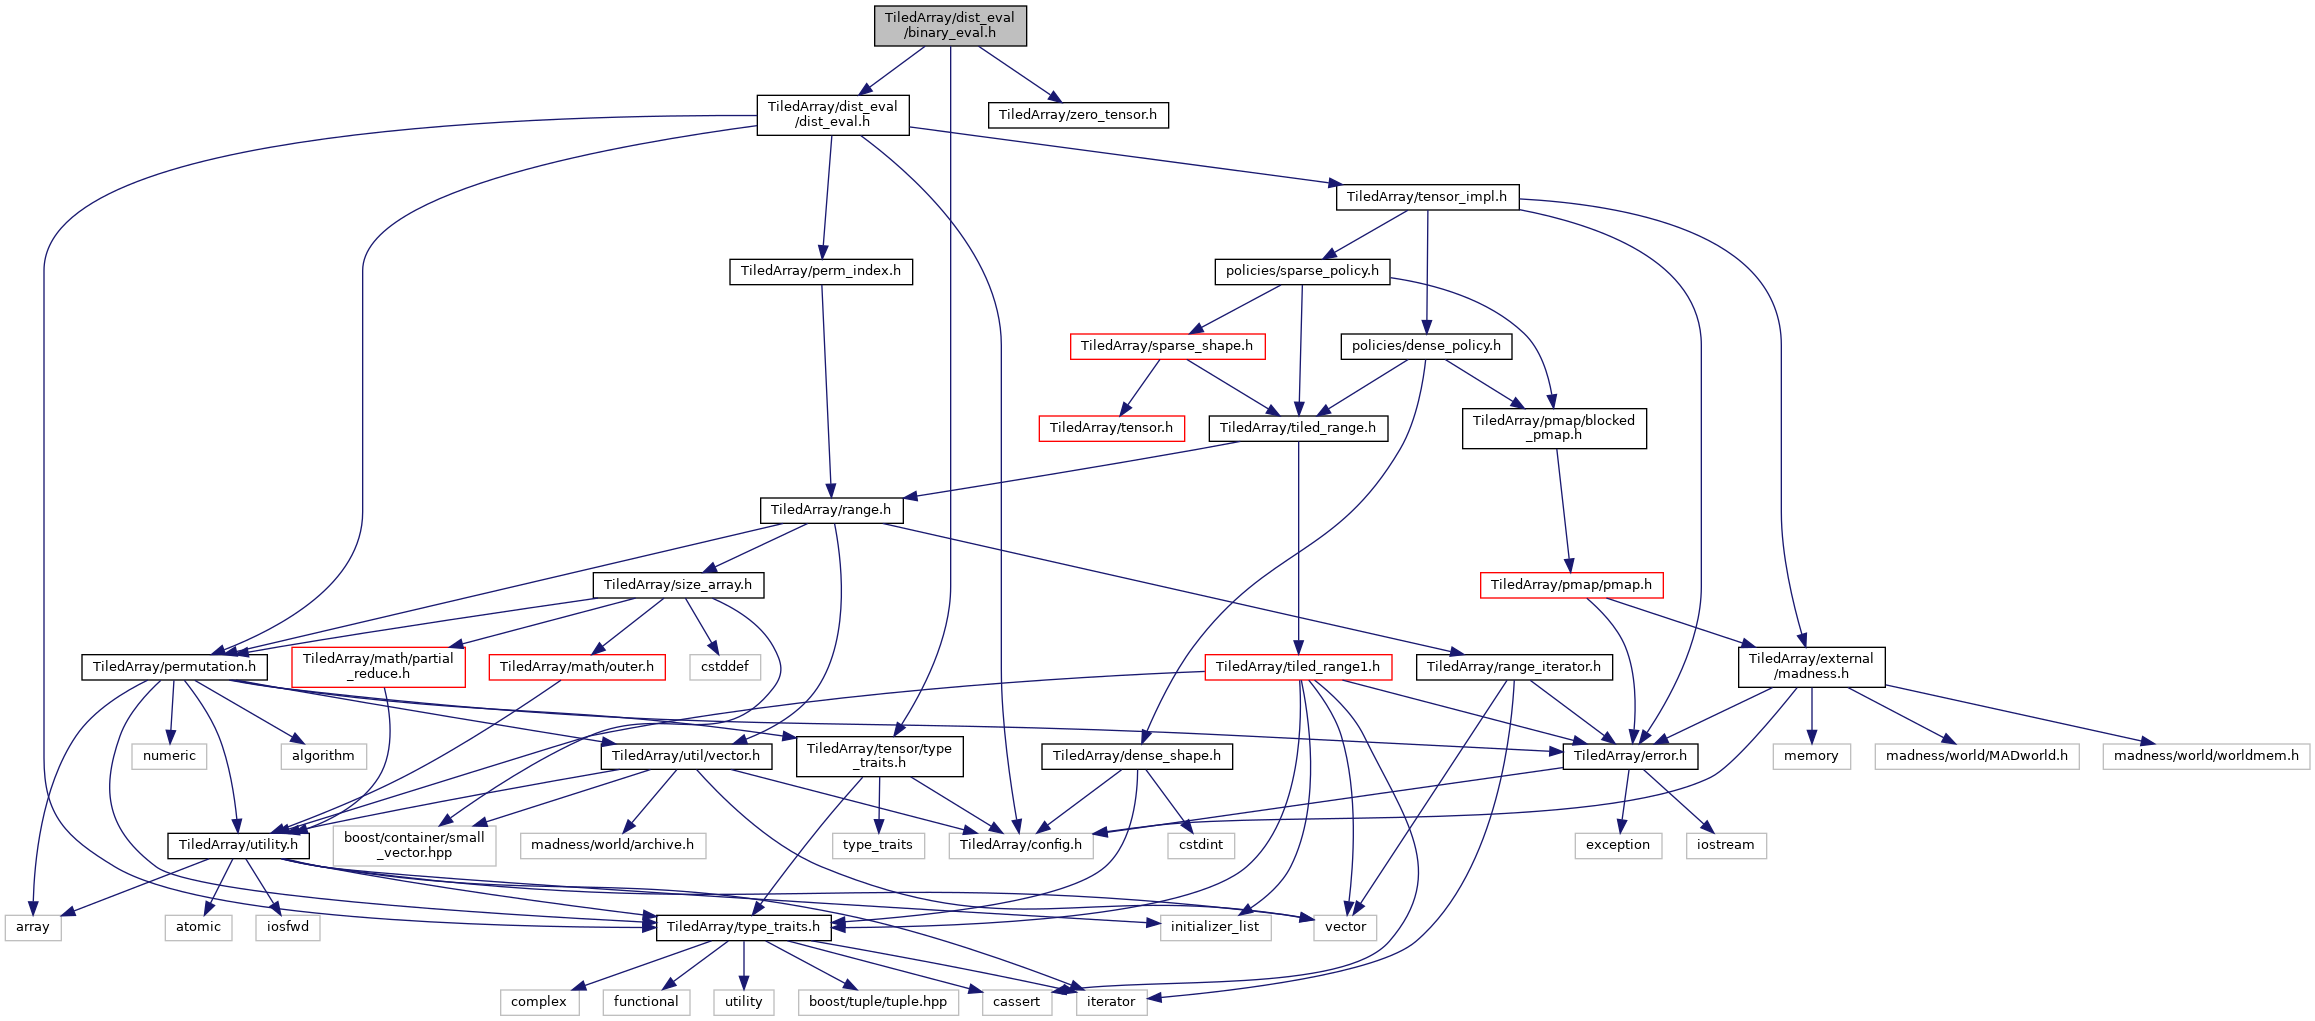 TiledArray/dist_eval
/binary_eval.h
TiledArray/dist_eval
/dist_eval.h
TiledArray/zero_tensor.h
TiledArray/tensor_impl.h
TiledArray/perm_index.h
policies/sparse_policy.h
TiledArray/sparse_shape.h
policies/dense_policy.h
TiledArray/tensor.h
TiledArray/tiled_range.h
TiledArray/pmap/blocked
_pmap.h
TiledArray/range.h
TiledArray/size_array.h
TiledArray/pmap/pmap.h
TiledArray/permutation.h
TiledArray/math/partial
_reduce.h
TiledArray/math/outer.h
cstddef
TiledArray/tiled_range1.h
TiledArray/range_iterator.h
TiledArray/external
/madness.h
numeric
algorithm
TiledArray/util/vector.h
TiledArray/tensor/type
_traits.h
TiledArray/dense_shape.h
TiledArray/error.h
memory
madness/world/MADworld.h
madness/world/worldmem.h
TiledArray/utility.h
boost/container/small
_vector.hpp
madness/world/archive.h
type_traits
TiledArray/config.h
cstdint
exception
iostream
array
atomic
iosfwd
TiledArray/type_traits.h
initializer_list
vector
complex
functional
utility
boost/tuple/tuple.hpp
cassert
iterator